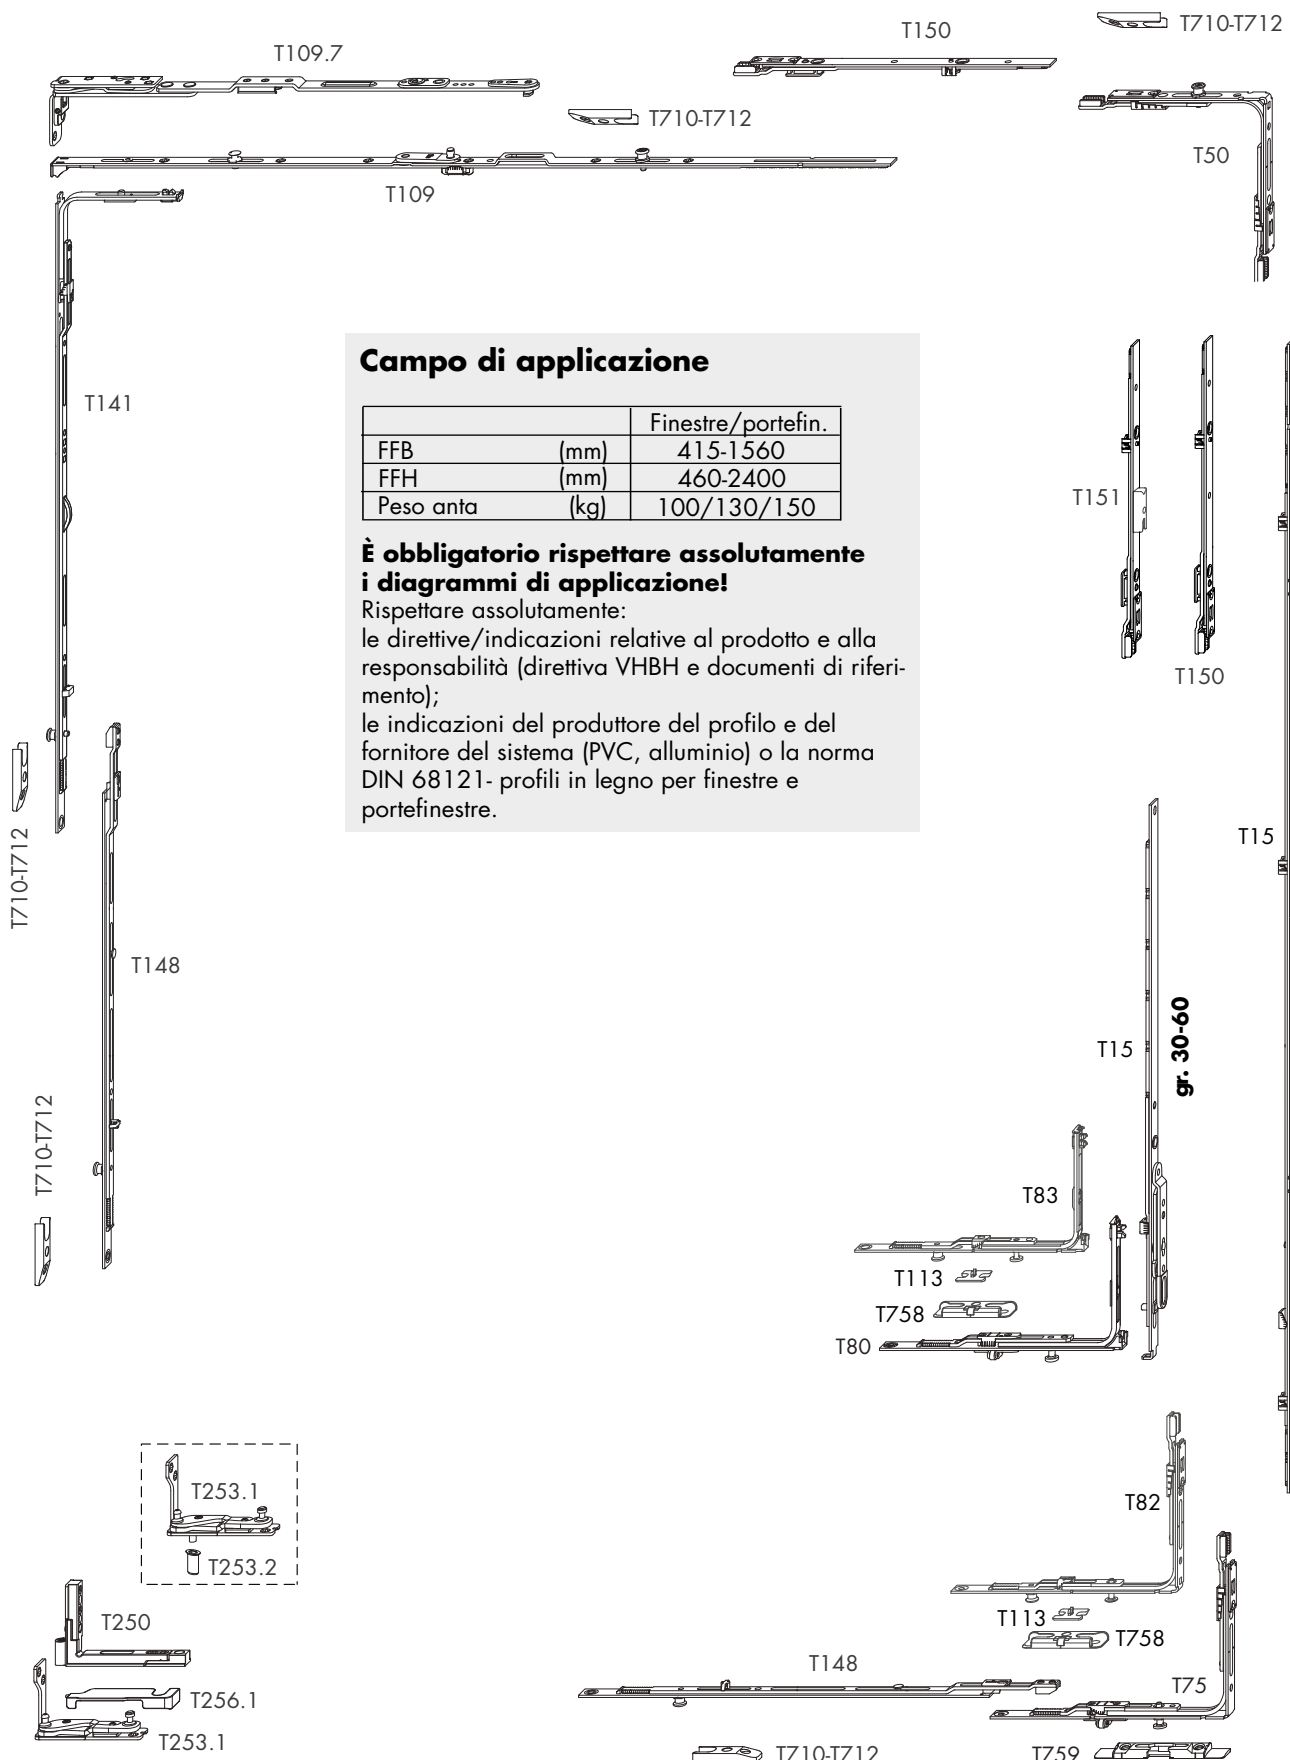 T150
T710-T712
T109.7
T710-T712
T50
T109
Campo di applicazione
Finestre/portefin.
FFB (mm) 415-1560
FFH (mm) 460-2400
Peso anta (kg) 100/130/150
È obbligatorio rispettare assolutamente
i diagrammi di applicazione!
Rispettare assolutamente:
le direttive/indicazioni relative al prodotto e alla
responsabilità (direttiva VHBH e documenti di riferi-
mento);
le indicazioni del produttore del profilo e del
fornitore del sistema (PVC, alluminio) o la norma
DIN 68121- profili in legno per finestre e
portefinestre.
T141
T151
T150
T15
T710-T712
T148
T15
gr. 30-60
T710-T712
T83
T113
T758
T80
T253.1
T253.2
T82
T250
T113
T758
T148
T256.1
T75
T253.1
T710-T712
T759